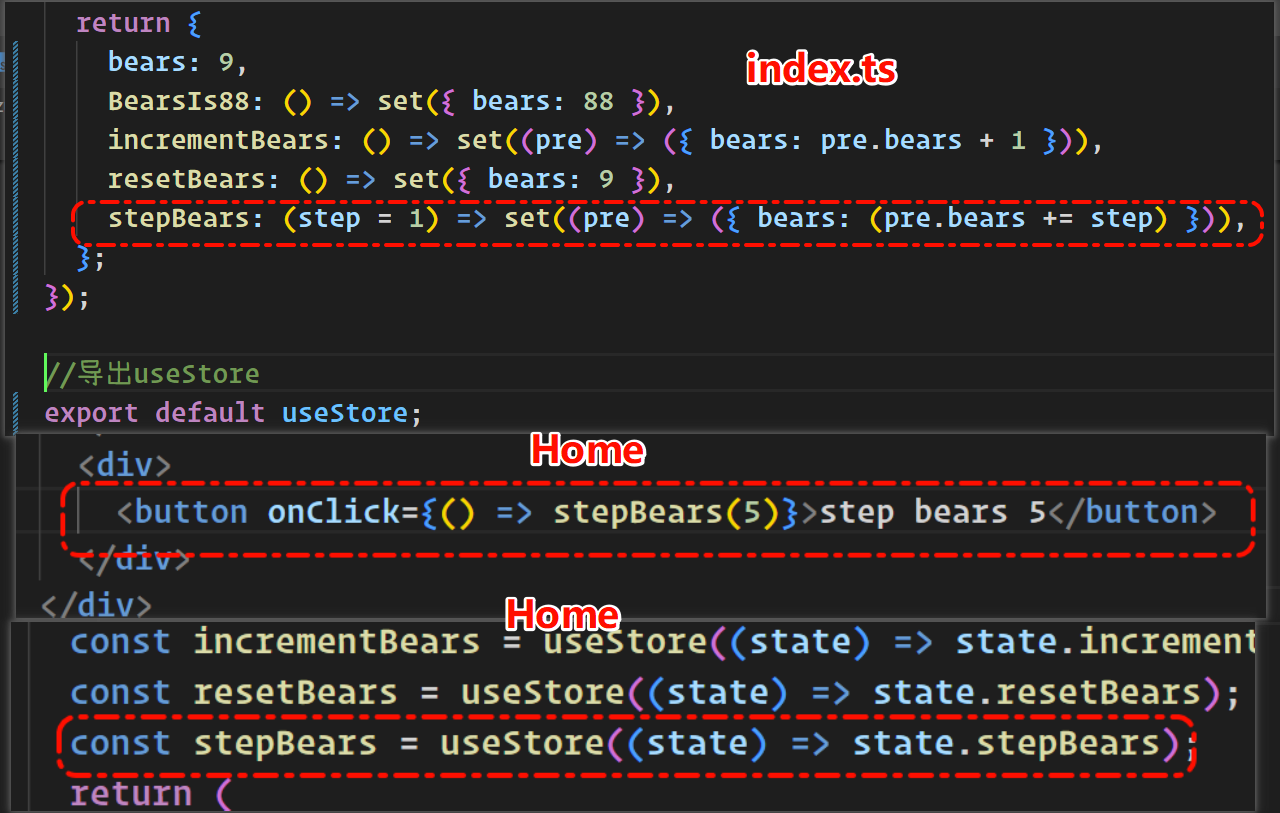 return {
bears: 9,
index.ts
BearsIs88: () => set({ bears: 88 }),
incrementBears: () => set((pre) => ({ bears: pre.bears + 1 })),
resetBears: () => set({ bears: 9 }),
stepBears: (step = 1) => set((pre) => ({ bears: (pre.bears += step) })),
};
});
//导出useStore
export default useStore;
Home
<div>
<button onClick={() => stepBears(5)}>step bears 5</button>
</div>
</div>
Home
const incrementBears = useStore((state) => state.increment
const resetBears = useStore((state) => state.resetBears);
const stepBears = useStore((state) => state.stepBears);
return (